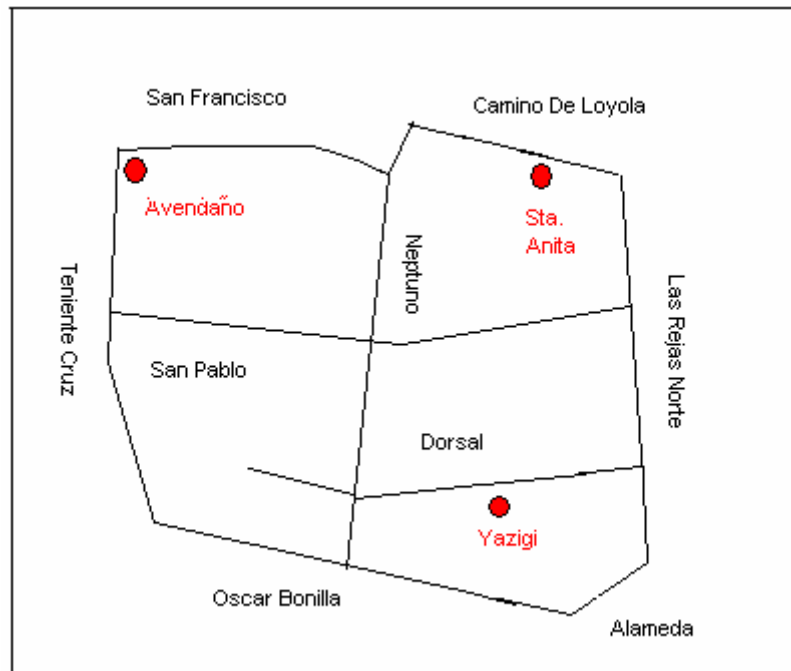 San Francisco
Camino De Loyola
Avendaño
Sta.
Anita
Neptuno
Teniente Cruz
Las Rejas Norte
San Pablo
Dorsal
Yazigi
Oscar Bonilla
Alameda